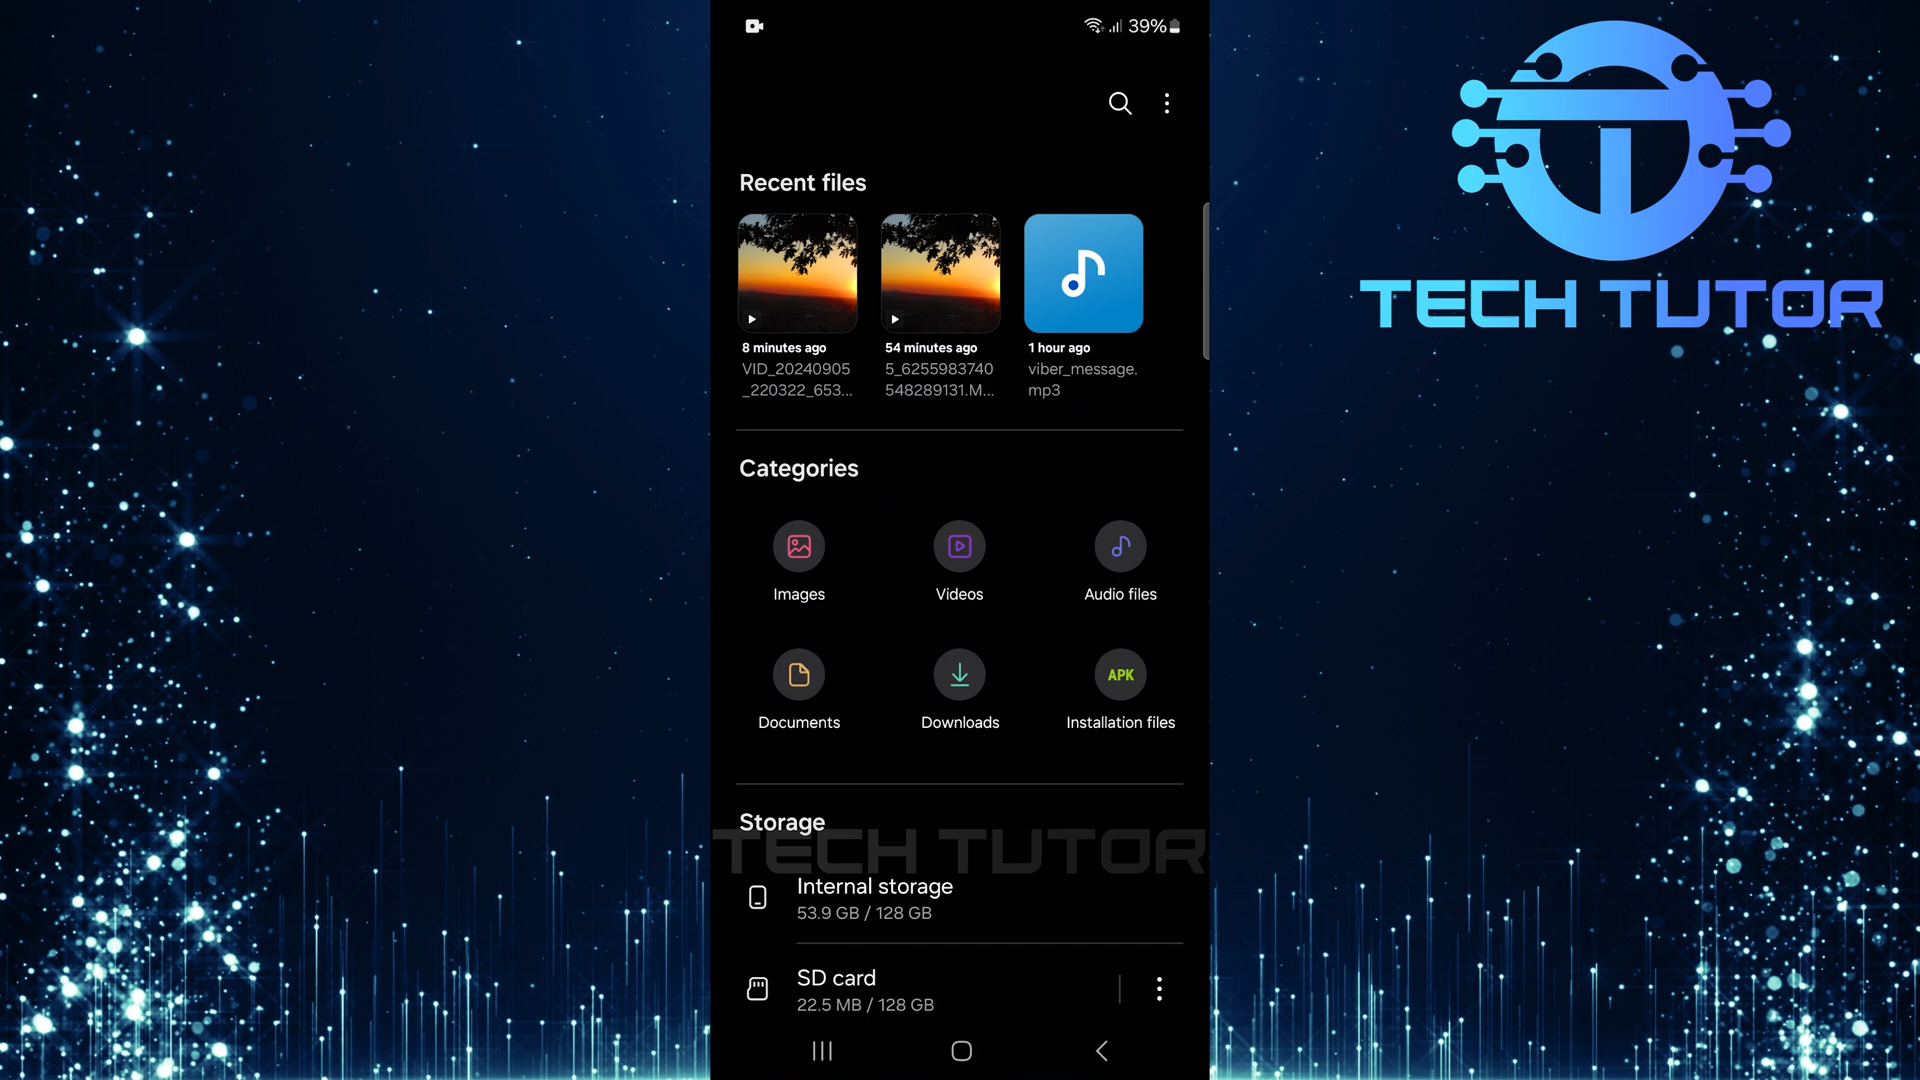 39%
TECH TUTOR
Recent files
8 minutes ago
VID_20240905
_220322_653...
54 minutes ago
5_6255983740
548289131.M...
1 hour ago
viber_message.
mp3
Categories
Images
Videos
Audio files
Documents
Downloads
APK
Installation files
Storage
TECH TUTOR
Internal storage
53.9 GB / 128 GB
SD card
22.5 MB / 128 GB